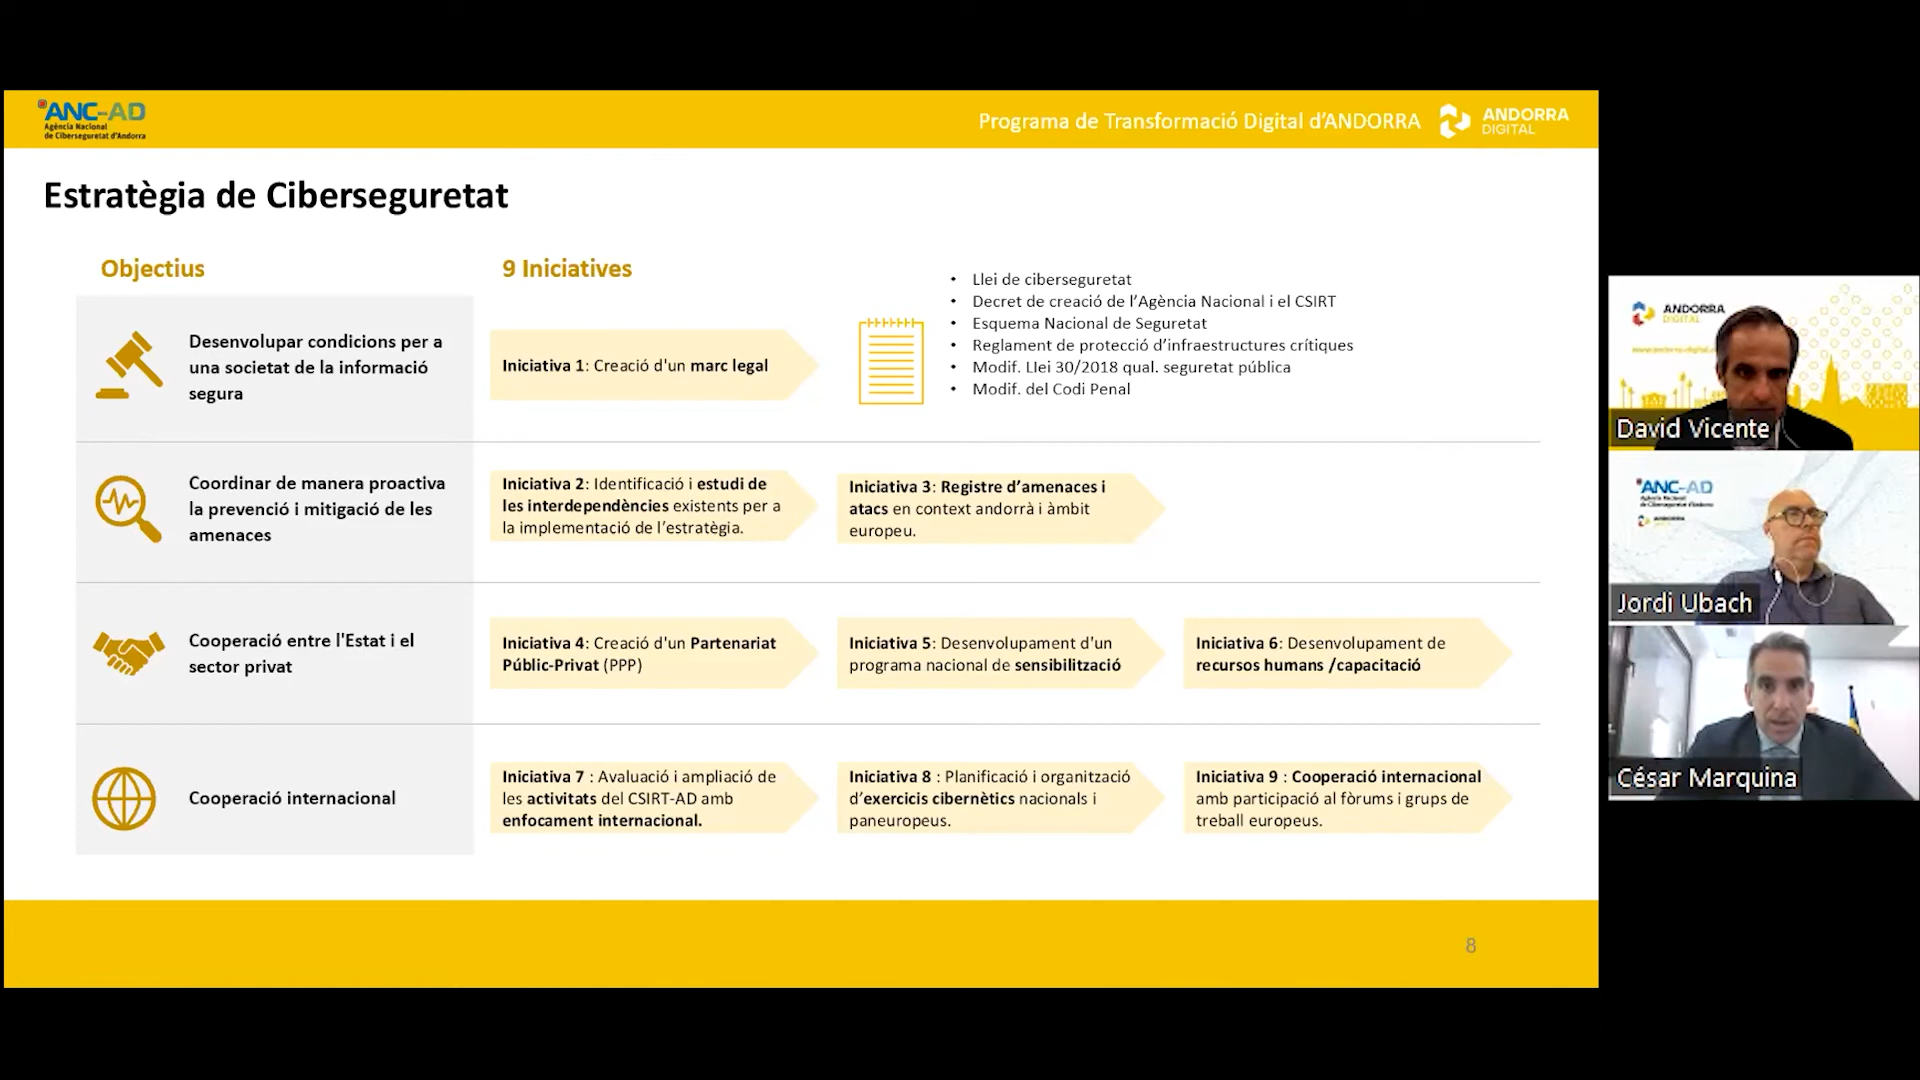 ANC-AD
Agència Nacional
de Ciberseguretat d'Andorra
Programa de Transformació Digital d'ANDORRA
ANDORRA
DIGITAL
Estratègia de Ciberseguretat
Objectius
9 Iniciatives
Desenvolupar condicions per a
una societat de la informació
segura
Iniciativa 1: Creació d'un marc legal
• Llei de ciberseguretat
• Decret de creació de l’Agència Nacional i el CSIRT
• Esquema Nacional de Seguretat
• Reglament de protecció d’infraestructures crítiques
• Modif. Llei 30/2018 qual. seguretat pública
• Modif. del Codi Penal
Coordinar de manera proactiva
la prevenció i mitigació de les
amenaces
Iniciativa 2: Identificació i estudi de
les interdependències existents per a
la implementació de l’estratègia.
Iniciativa 3: Registre d’amenaces i
atacs en context andorrà i àmbit
europeu.
Cooperació entre l'Estat i el
sector privat
Iniciativa 4: Creació d'un Partenariat
Públic-Privat (PPP)
Iniciativa 5: Desenvolupament d'un
programa nacional de sensibilització
Iniciativa 6: Desenvolupament de
recursos humans /capacitació
Cooperació internacional
Iniciativa 7 : Avaluació i ampliació de
les activitats del CSIRT-AD amb
enfocament internacional.
Iniciativa 8 : Planificació i organització
d’exercicis cibernètics nacionals i
paneuropeus.
Iniciativa 9 : Cooperació internacional
amb participació al fòrums i grups de
treball europeus.
8
ANDORRA
DIGITAL
David Vicente
ANC-AD
Agència Nacional
de Ciberseguretat d'Andorra
ANDORRA
Jordi Ubach
César Marquina